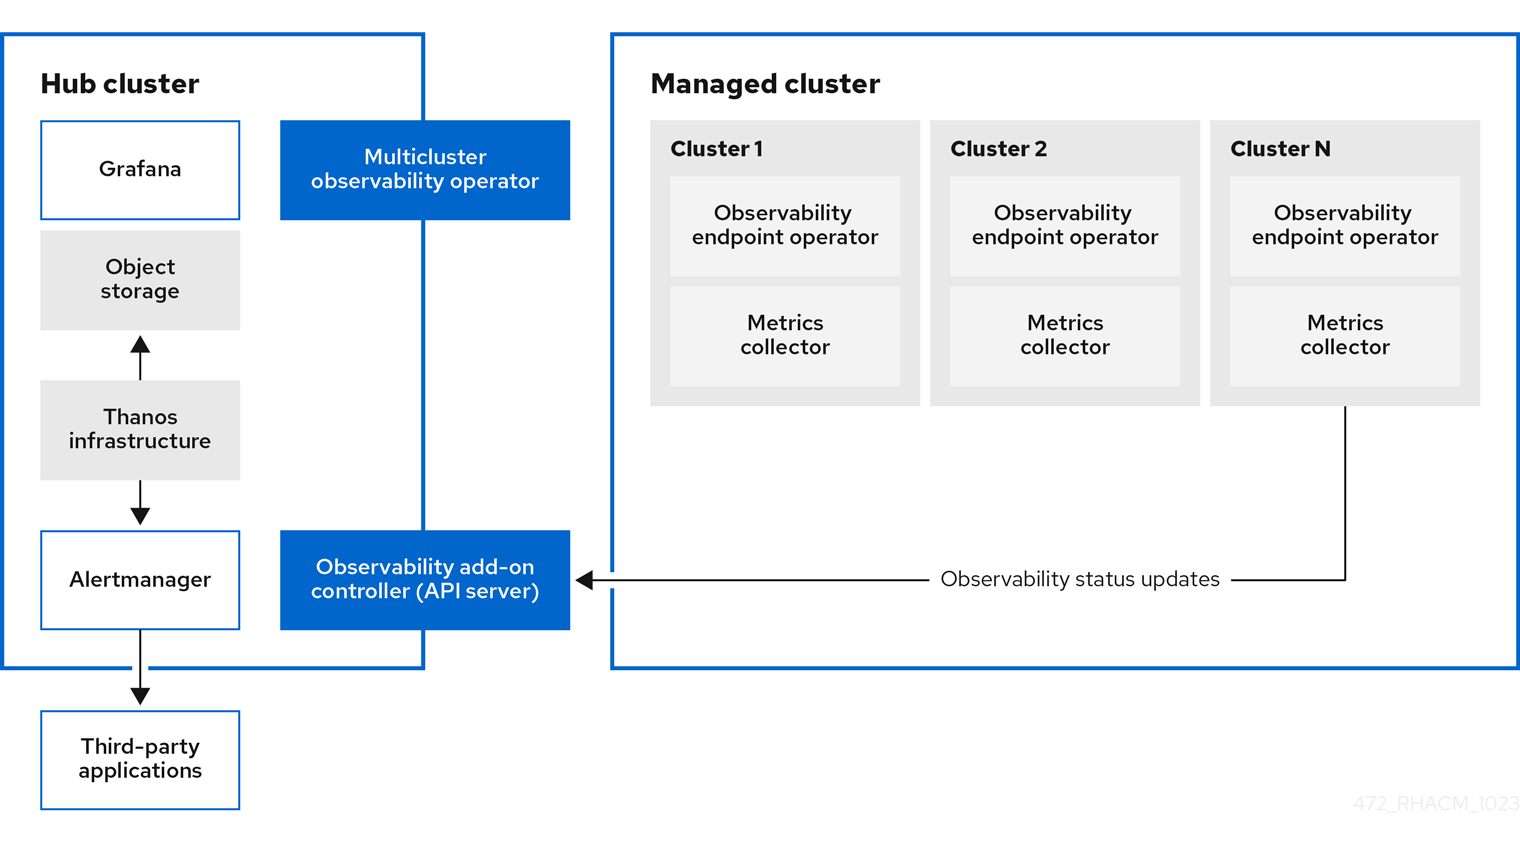 Hub cluster
Grafana
Multicluster
observability operator
Object
storage
Thanos
infrastructure
Alertmanager
Observability add-on
controller (API server)
Third-party
applications
Managed cluster
Cluster 1
Observability
endpoint operator
Metrics
collector
Cluster 2
Observability
endpoint operator
Metrics
collector
Cluster N
Observability
endpoint operator
Metrics
collector
Observability status updates
472_RHACM_1023